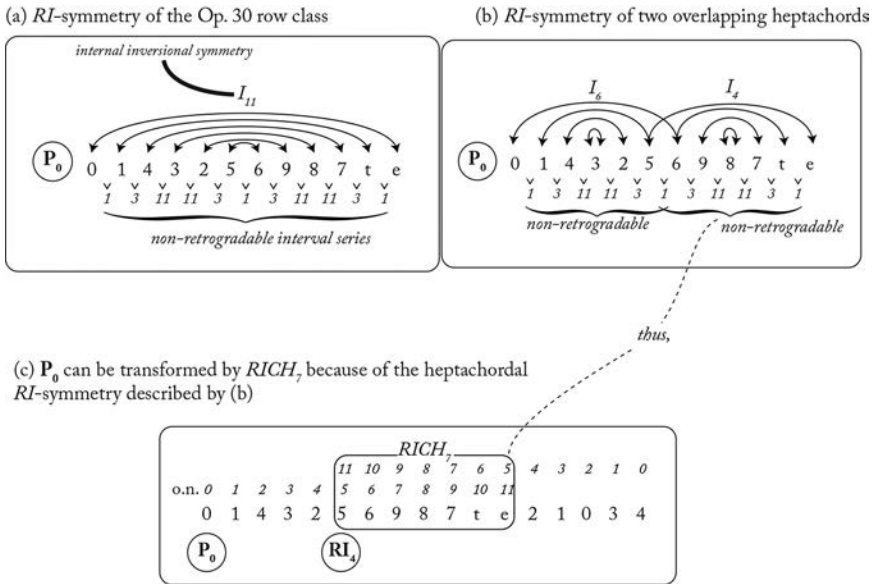 (a) RI-symmetry of the Op. 30 row class
internal inversional symmetry
I₁₁
P₀ 0 1 4 3 2 5 6 9 8 7 t e
1 3 11 11 3 1 3 11 11 3 1
non-retrogradable interval series
(b) RI-symmetry of two overlapping heptachords
I₆ I₄
P₀ 0 1 4 3 2 5 6 9 8 7 t e
1 3 11 11 3 1 3 11 11 3 1
non-retrogradable non-retrogradable
thus,
(c) P₀ can be transformed by RICH₇ because of the heptachordal
RI-symmetry described by (b)
RICH₇
11 10 9 8 7 6 5 4 3 2 1 0
o.n. 0 1 2 3 4 5 6 7 8 9 10 11
0 1 4 3 2 5 6 9 8 7 t e 2 1 0 3 4
P₀ RI₄